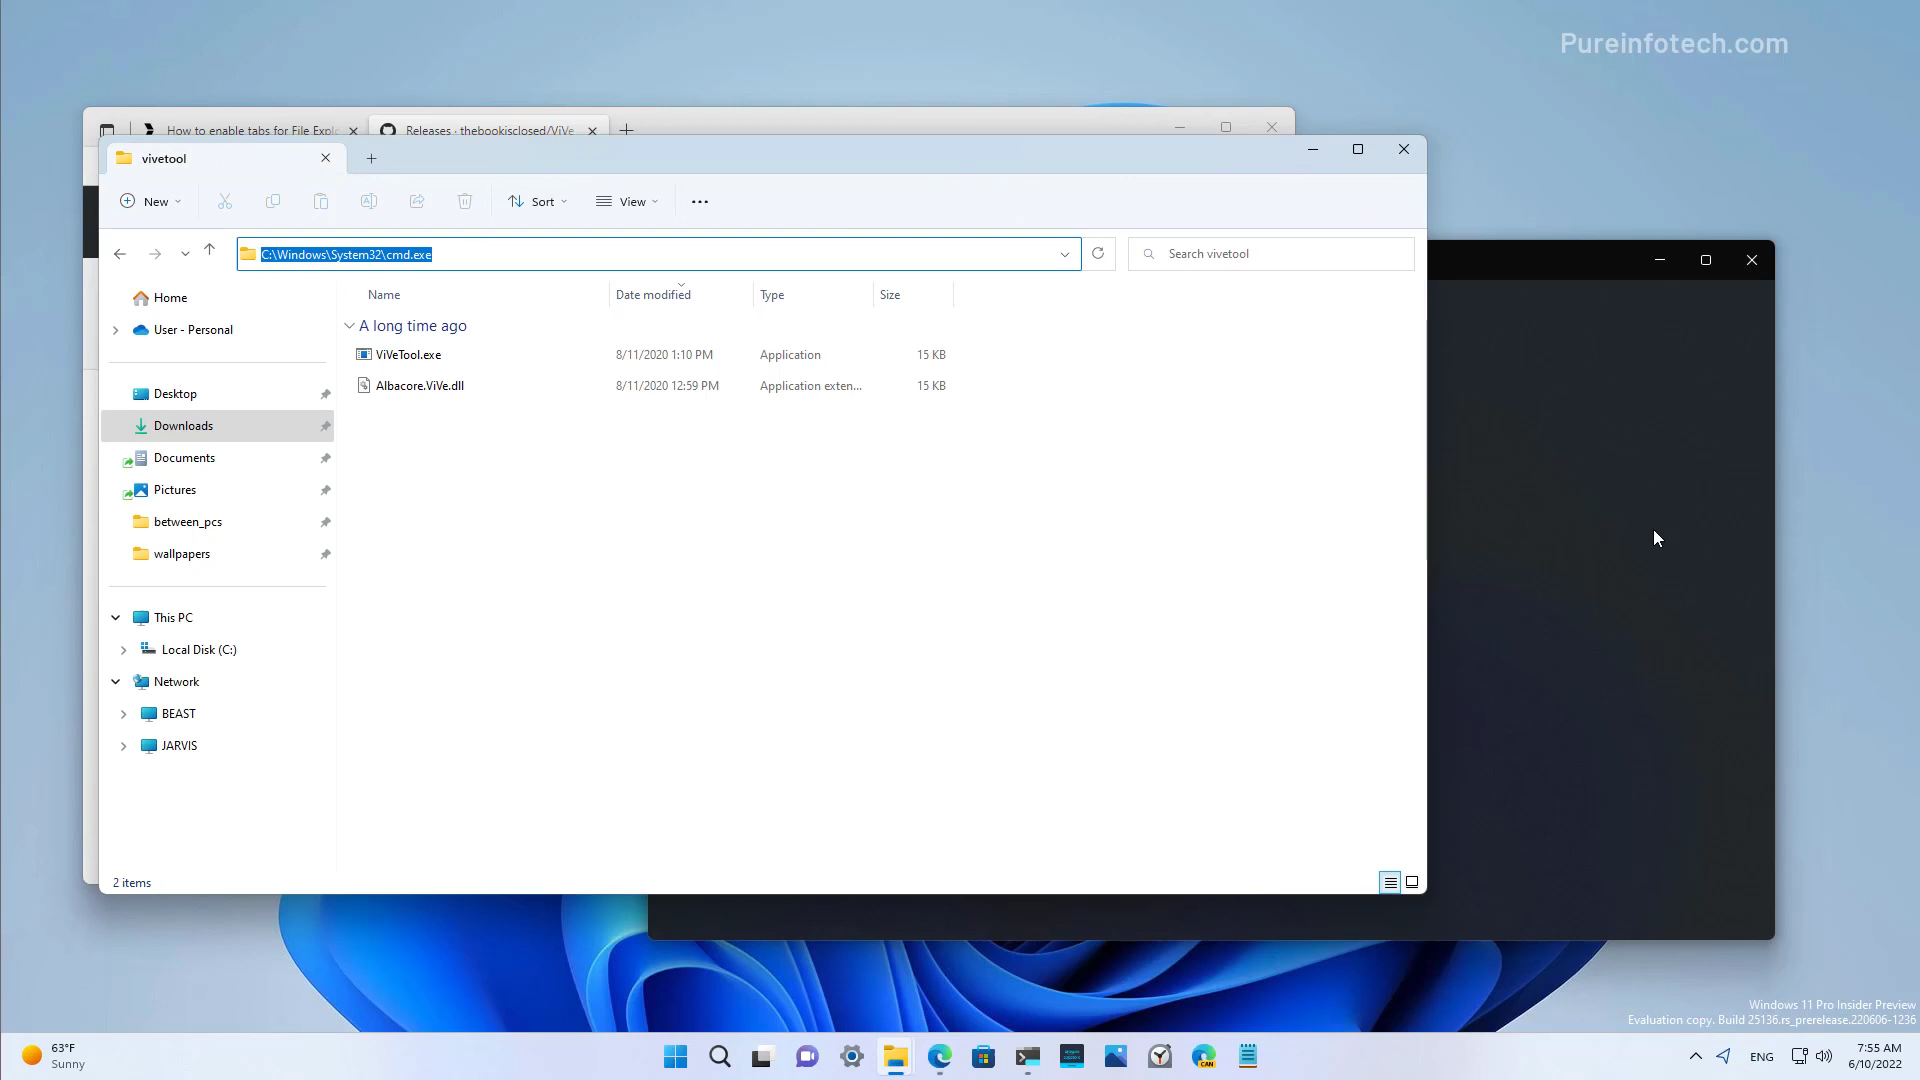 Pureinfotech.com
How to enable tabs for File Explo
Releases · thebookisclosed/ViVe
vivetool
New
Sort
View
C:\Windows\System32\cmd.exe
Search vivetool
Name
Date modified
Type
Size
A long time ago
ViVeTool.exe
8/11/2020 1:10 PM
Application
15 KB
Albacore.ViVe.dll
8/11/2020 12:59 PM
Application exten...
15 KB
Home
User - Personal
Desktop
Downloads
Documents
Pictures
between_pcs
wallpapers
This PC
Local Disk (C:)
Network
BEAST
JARVIS
2 items
Windows 11 Pro Insider Preview
Evaluation copy. Build 25136.rs_prerelease.220606-1236
63°F
Sunny
CAN
ENG
7:55 AM
6/10/2022